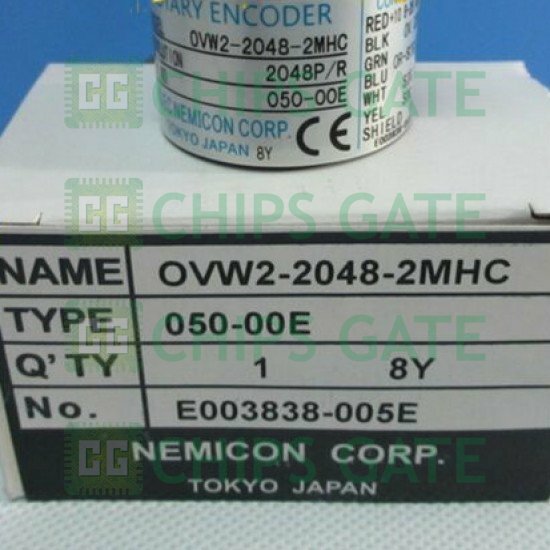 TARY ENCODER
OVW2-2048-2MHC
UTION 2048P/R
050-00E
NEMICON CORP.
TOKYO JAPAN 8Y
CE
RED
BLK
GRN
BLU
WHT
YEL
SHIELD
CHIPS GATE
CHIPS GATE
NAME OVW2-2048-2MHC
TYPE 050-00E
Q'TY 1 8Y
No. E003838-005E
NEMICON CORP.
TOKYO JAPAN
CHIPS GATE
CHIPS GATE